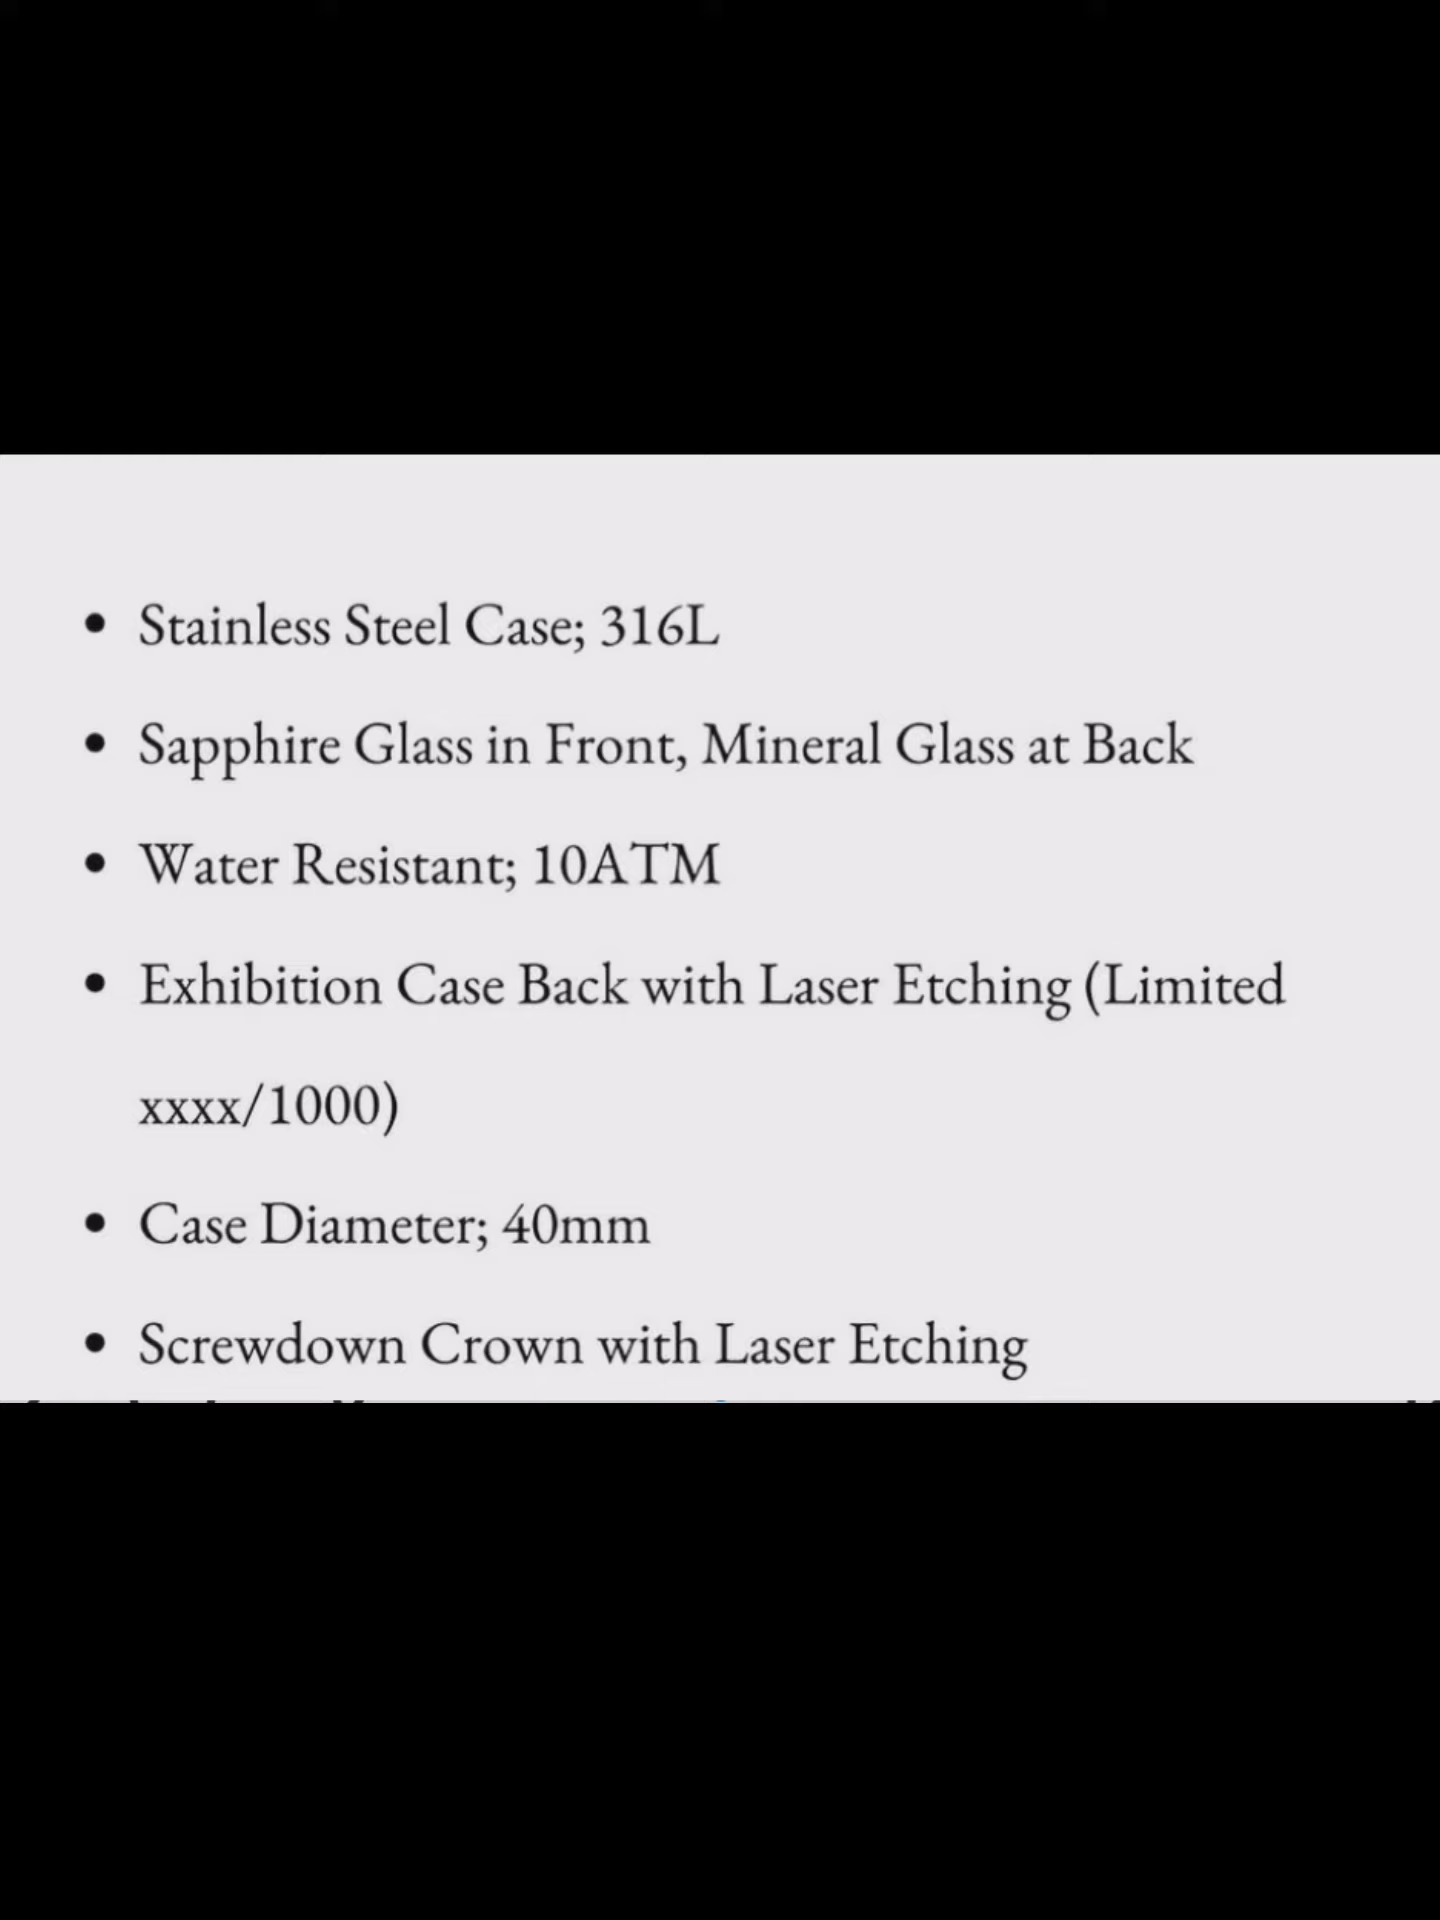 • Stainless Steel Case; 316L
• Sapphire Glass in Front, Mineral Glass at Back
• Water Resistant; 10ATM
• Exhibition Case Back with Laser Etching (Limited
xxxx/1000)
• Case Diameter; 40mm
• Screwdown Crown with Laser Etching